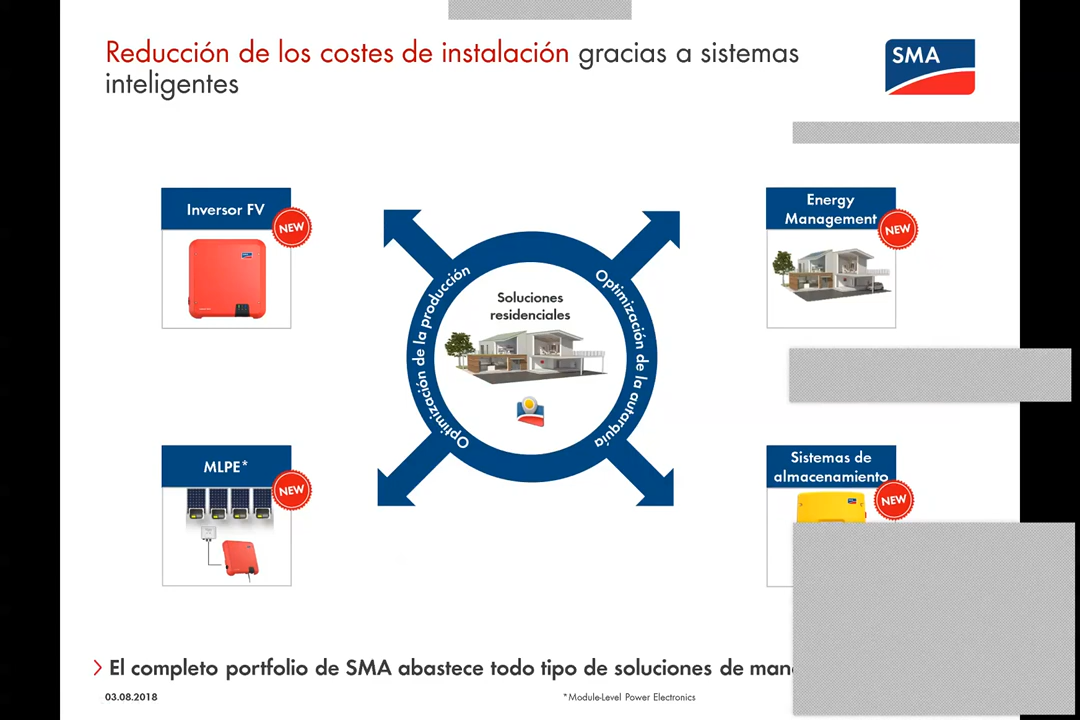 Reducción de los costes de instalación gracias a sistemas
inteligentes
SMA
Inversor FV
NEW
Energy
Management
NEW
Optimización de la producción
Soluciones
residenciales
Optimización de la autarquía
MLPE*
NEW
Sistemas de
almacenamiento
NEW
El completo portfolio de SMA abastece todo tipo de soluciones de
03.08.2018
*Module-Level Power Electronics